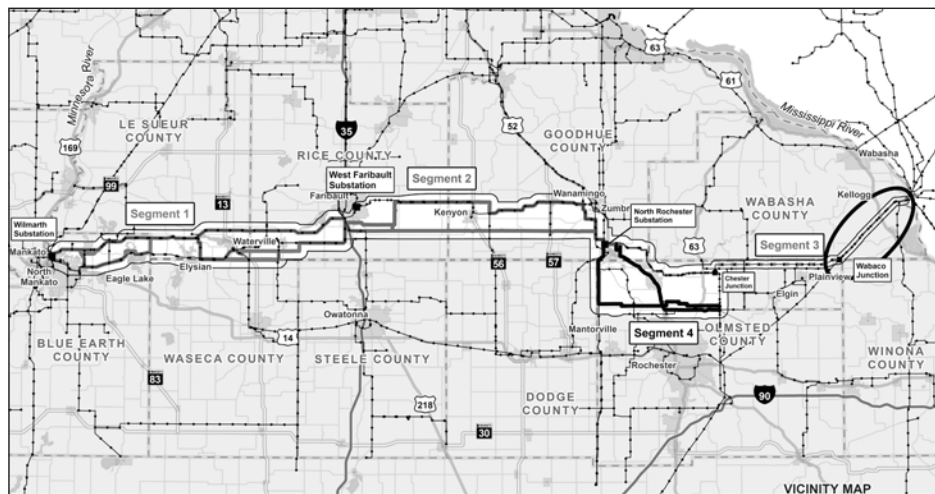 63
61
Mississippi River
Minnesota River
LE SUEUR
COUNTY
GOODHUE
COUNTY
52
35
169
RICE COUNTY
Wabasha
99
West Faribault
Substation
Segment 2
Kellogg
13
Faribault
Wanamingo
WABASHA
COUNTY
Segment 1
Kenyon
Zumbr
Wilmarth
Substation
North Rochester
Substation
Waterville
63
Segment 3
Mankato
Elysian
56
57
Wabaco
Junction
North
Mankato
Eagle Lake
Chester
Junction
Plainview
Elgin
Owatonna
Mantorville
Segment 4
OLMSTED
COUNTY
14
BLUE EARTH
COUNTY
WASECA COUNTY
STEELE COUNTY
WINONA
COUNTY
Rochester
83
DODGE
COUNTY
90
218
30
VICINITY MAP